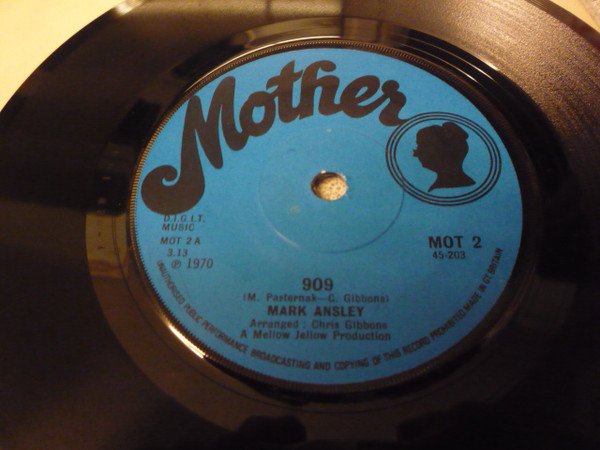 Mother
D.I.G.I.T.
MUSIC
MOT 2 A
3.13
℗ 1970
MOT 2
45-203
909
(M. Pasternak—C. Gibbons)
MARK ANSLEY
Arranged : Chris Gibbons
A Mellow Jellow Production
UNAUTHORISED PUBLIC PERFORMANCE BROADCASTING AND COPYING OF THIS RECORD PROHIBITED. MADE IN GT. BRITAIN